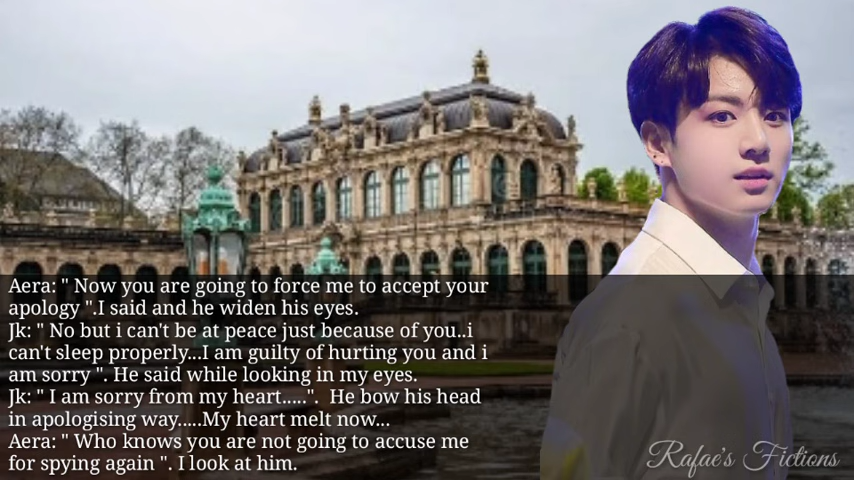 Aera: " Now you are going to force me to accept your
apology ".I said and he widen his eyes.
Jk: " No but i can't be at peace just because of you..i
can't sleep properly...I am guilty of hurting you and i
am sorry ". He said while looking in my eyes.
Jk: " I am sorry from my heart.....".  He bow his head
in apologising way.....My heart melt now...
Aera: " Who knows you are not going to accuse me
for spying again ". I look at him.
Rafae's Fictions